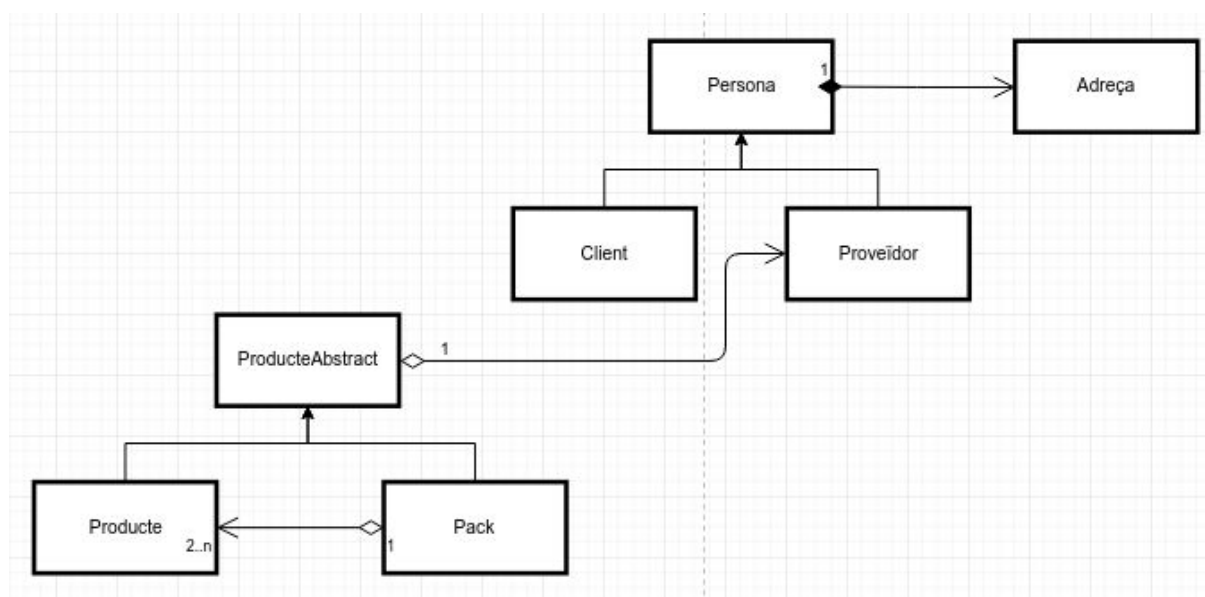 1
Persona
Adreça
Client
Proveïdor
ProducteAbstract
1
Producte
2..n
1
Pack